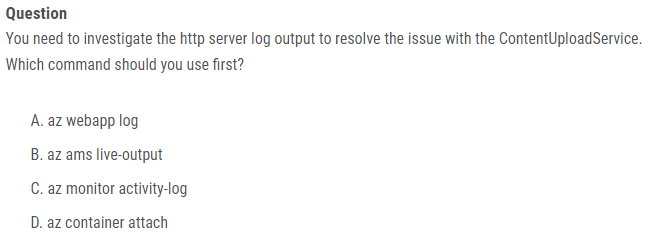 Question
You need to investigate the http server log output to resolve the issue with the ContentUploadService.
Which command should you use first?
A. az webapp log
B. az ams live-output
C. az monitor activity-log
D. az container attach